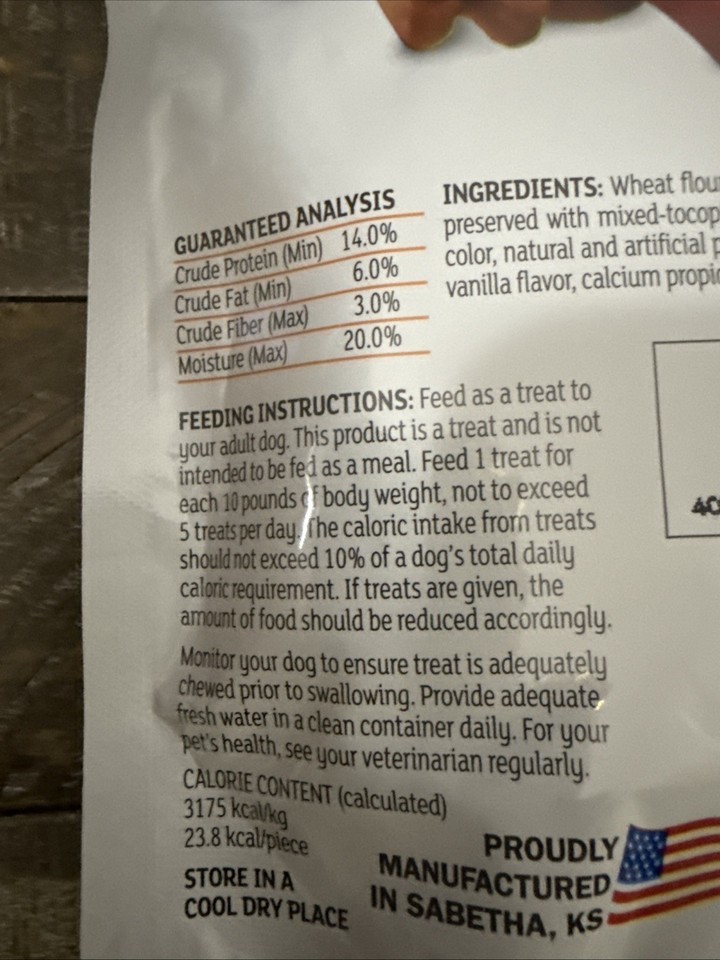 GUARANTEED ANALYSIS
Crude Protein (Min) 14.0%
Crude Fat (Min) 6.0%
Crude Fiber (Max) 3.0%
Moisture (Max) 20.0%
INGREDIENTS: Wheat flou
preserved with mixed-tocop
color, natural and artificial p
vanilla flavor, calcium propio
FEEDING INSTRUCTIONS: Feed as a treat to
your adult dog. This product is a treat and is not
intended to be fed as a meal. Feed 1 treat for
each 10 pounds of body weight, not to exceed
5 treats per day. The caloric intake from treats
should not exceed 10% of a dog's total daily
caloric requirement. If treats are given, the
amount of food should be reduced accordingly.
Monitor your dog to ensure treat is adequately
chewed prior to swallowing. Provide adequate
fresh water in a clean container daily. For your
pet's health, see your veterinarian regularly.
CALORIE CONTENT (calculated)
3175 kcal/kg
23.8 kcal/piece
STORE IN A
COOL DRY PLACE
PROUDLY
MANUFACTURED
IN SABETHA, KS